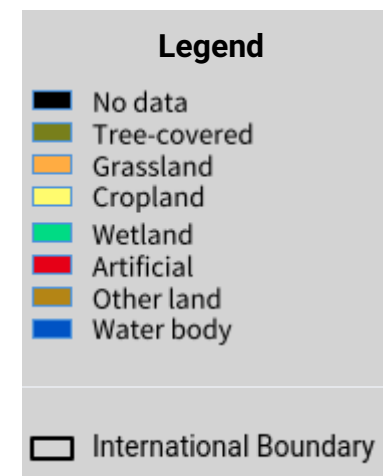 Legend
No data
Tree-covered
Grassland
Cropland
Wetland
Artificial
Other land
Water body
International Boundary